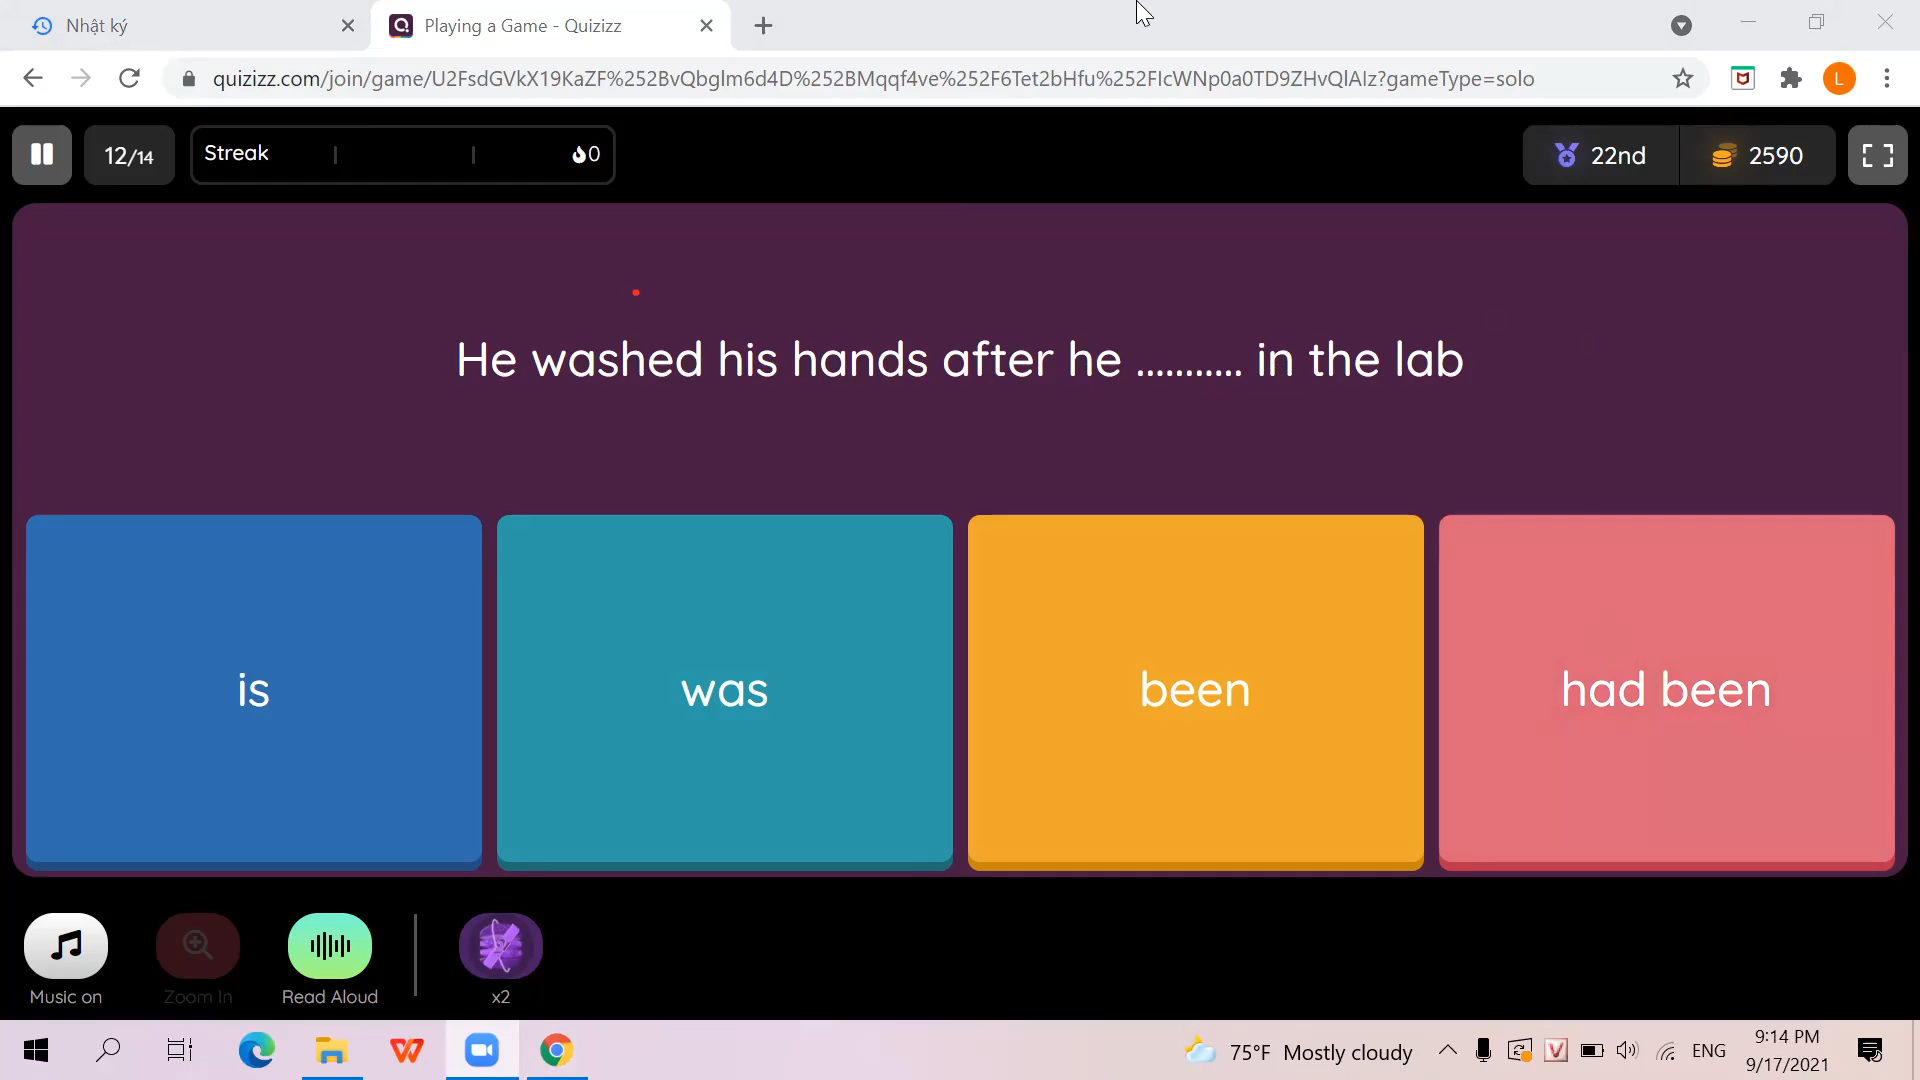 Nhật ký
Playing a Game - Quizizz
quizizz.com/join/game/U2FsdGVkX19KaZF%252BvQbglm6d4D%252BMqqf4ve%252F6Tet2bHfu%252FIcWNp0a0TD9ZHvQlAIz?gameType=solo
L
12/14
Streak
0
22nd
2590
He washed his hands after he ........... in the lab
is
was
been
had been
Music on
Zoom In
Read Aloud
x2
75°F Mostly cloudy
ENG
9:14 PM
9/17/2021